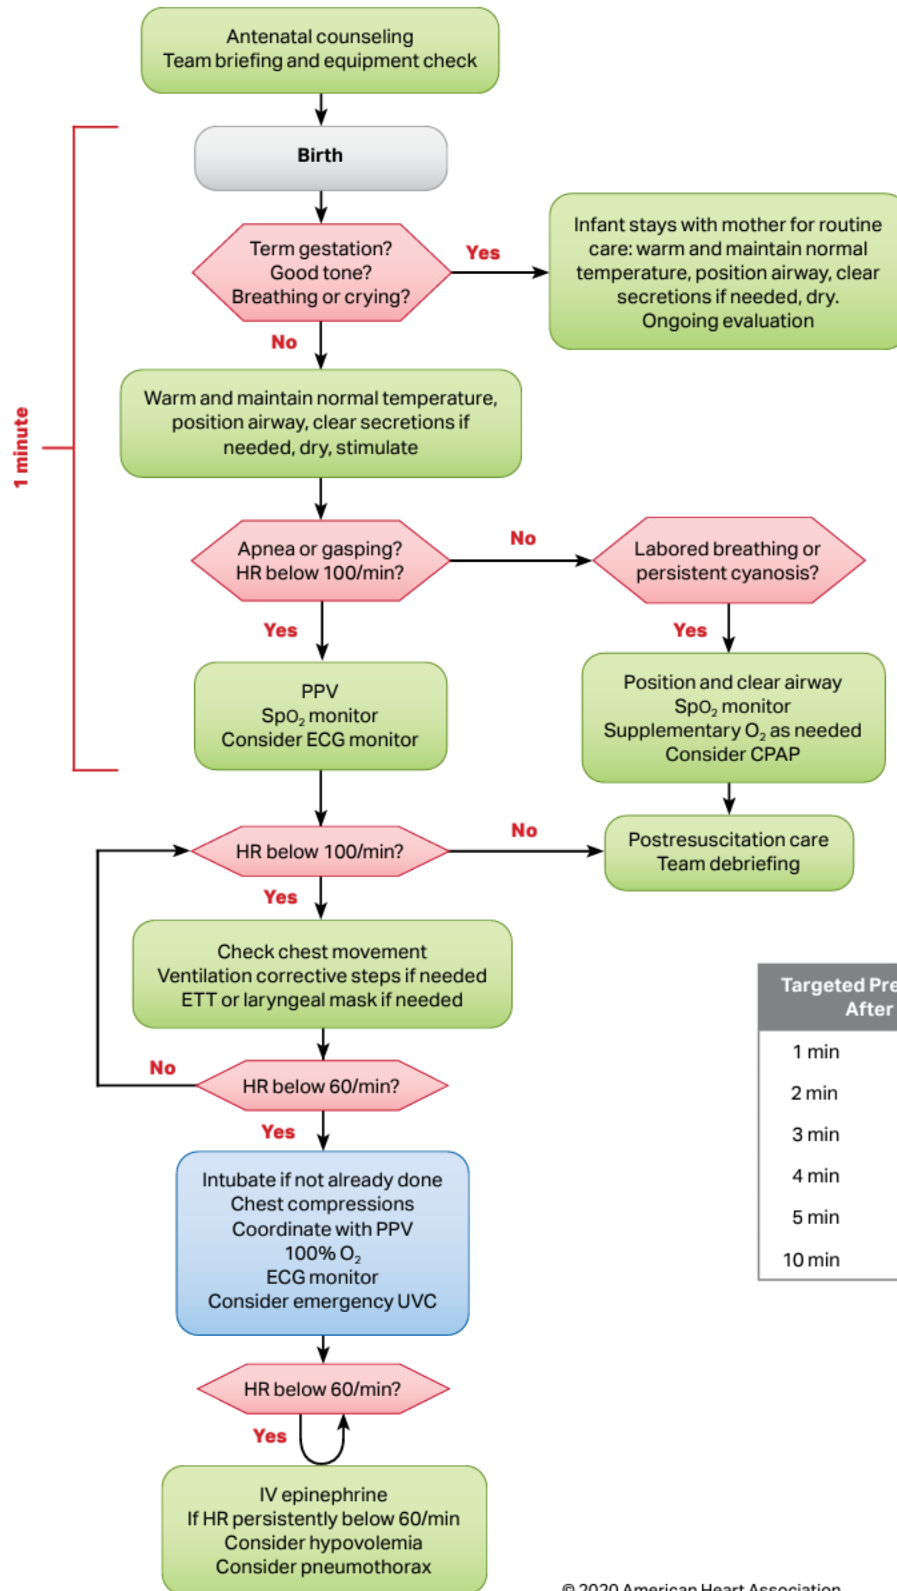 Antenatal counseling
Team briefing and equipment check
Birth
Term gestation?
Good tone?
Breathing or crying?
Yes
Infant stays with mother for routine
care: warm and maintain normal
temperature, position airway, clear
secretions if needed, dry.
Ongoing evaluation
No
1 minute
Warm and maintain normal temperature,
position airway, clear secretions if
needed, dry, stimulate
Apnea or gasping?
HR below 100/min?
No
Labored breathing or
persistent cyanosis?
Yes
Yes
PPV
SpO₂ monitor
Consider ECG monitor
Position and clear airway
SpO₂ monitor
Supplementary O₂ as needed
Consider CPAP
HR below 100/min?
No
Postresuscitation care
Team debriefing
Yes
Check chest movement
Ventilation corrective steps if needed
ETT or laryngeal mask if needed
No
HR below 60/min?
Yes
Intubate if not already done
Chest compressions
Coordinate with PPV
100% O₂
ECG monitor
Consider emergency UVC
HR below 60/min?
Yes
IV epinephrine
If HR persistently below 60/min
Consider hypovolemia
Consider pneumothorax
Targeted Pre
After
1 min
2 min
3 min
4 min
5 min
10 min
© 2020 American Heart Association